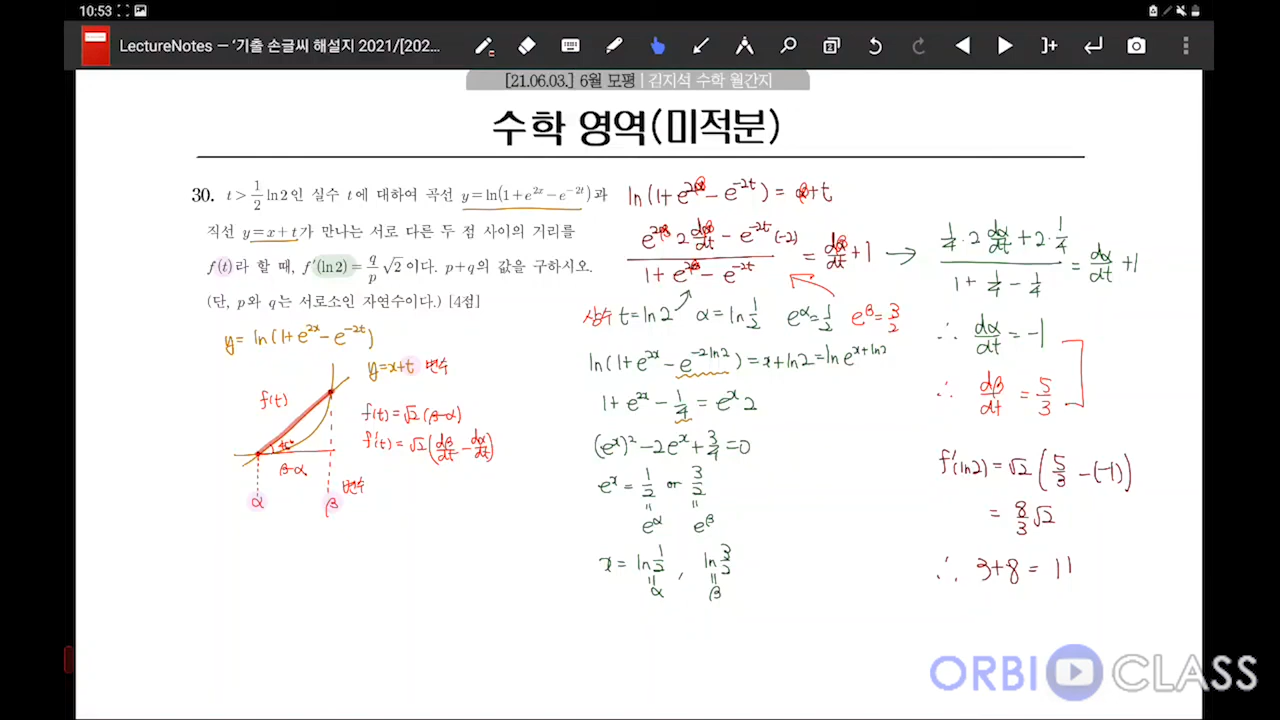 10:53
LectureNotes — '기출 손글씨 해설지 2021/[202...
[21.06.03.] 6월 모평 | 김지석 수학 월간지
수학 영역(미적분)
30. t > 1/2 ln2인 실수 t에 대하여 곡선 y=ln(1+e^{2x}−e^{−2t})과
직선 y=x+t가 만나는 서로 다른 두 점 사이의 거리를
f(t)라 할 때, f′(ln2)=q/p √2이다. p+q의 값을 구하시오.
(단, p와 q는 서로소인 자연수이다.) [4점]
y= ln(1+e^{2x}−e^{−2t})
y=x+t 변수
f(t)
f(t)=√2(β−α)
f′(t)=√2(dβ/dt − dα/dt)
45°
β−α
변수
α
β
ln(1+e^{2β}−e^{−2t})= β+t
(e^{2β} 2 dβ/dt − e^{−2t}(−2)) / (1+e^{2β}−e^{−2t}) = dβ/dt +1 →
상수 t=ln2 α=ln 1/2 e^α=1/2 e^β=3/2
ln(1+e^{2x}−e^{−2ln2})=x+ln2=ln e^{x+ln2}
1+e^{2x}−1/4=e^x 2
(e^x)²−2e^x+3/4=0
e^x=1/2 or 3/2
e^α e^β
x=ln 1/2 , ln 3/2
α β
(1/4·2 dα/dt+2·1/4) / (1+1/4−1/4) = dα/dt +1
∴ dα/dt=−1
∴ dβ/dt=5/3
f′(ln2)=√2(5/3−(−1))
= 8/3 √2
∴ 3+8= 11
ORBI CLASS